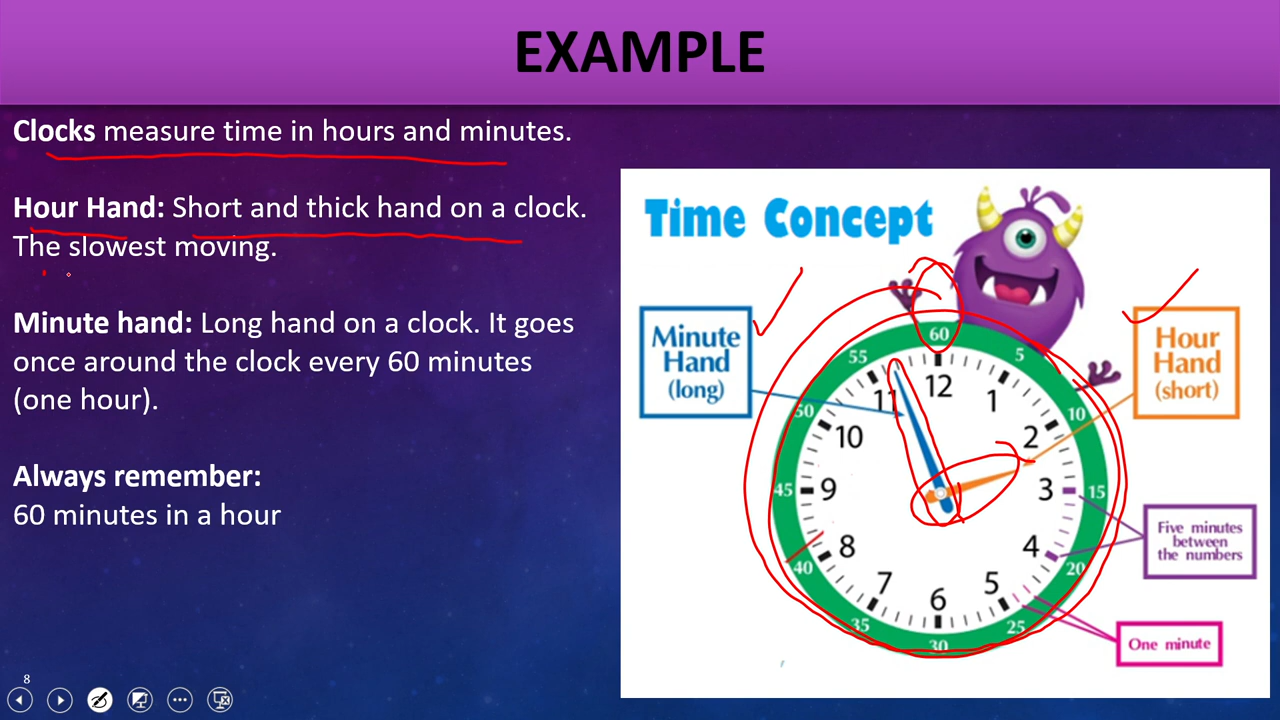 EXAMPLE
Clocks measure time in hours and minutes.
Hour Hand: Short and thick hand on a clock.
The slowest moving.
Minute hand: Long hand on a clock. It goes
once around the clock every 60 minutes
(one hour).
Always remember:
60 minutes in a hour
8
Time Concept
Minute
Hand
(long)
Hour
Hand
(short)
Five minutes
between
the numbers
One minute
60
5
10
15
20
25
30
35
40
45
50
55
12
1
2
3
4
5
6
7
8
9
10
11